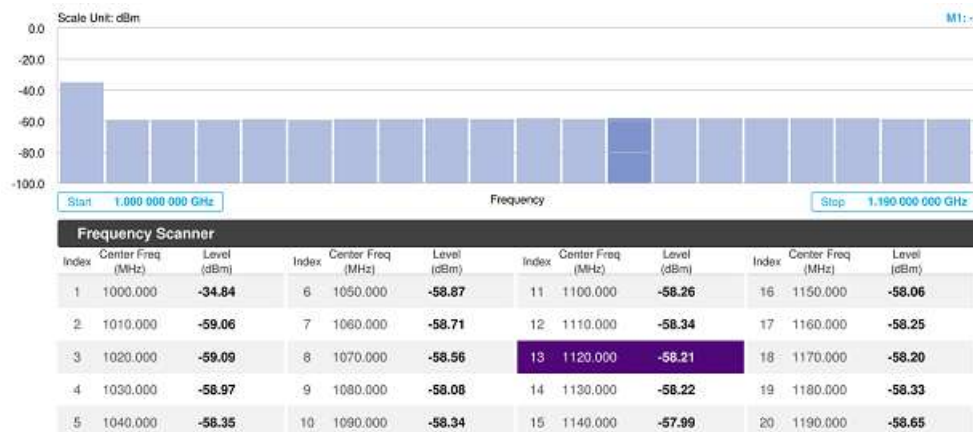 Scale Unit: dBm M1: -
0.0
-20.0
-40.0
-60.0
-80.0
-100.0
Start 1.000 000 000 GHz Frequency Stop 1.190 000 000 GHz
Frequency Scanner
Index Center Freq (MHz) Level (dBm) Index Center Freq (MHz) Level (dBm) Index Center Freq (MHz) Level (dBm) Index Center Freq (MHz) Level (dBm)
1 1000.000 -34.84 6 1050.000 -58.87 11 1100.000 -58.26 16 1150.000 -58.06
2 1010.000 -59.06 7 1060.000 -58.71 12 1110.000 -58.34 17 1160.000 -58.25
3 1020.000 -59.09 8 1070.000 -58.56 13 1120.000 -58.21 18 1170.000 -58.20
4 1030.000 -58.97 9 1080.000 -58.08 14 1130.000 -58.22 19 1180.000 -58.33
5 1040.000 -58.35 10 1090.000 -58.34 15 1140.000 -57.99 20 1190.000 -58.65